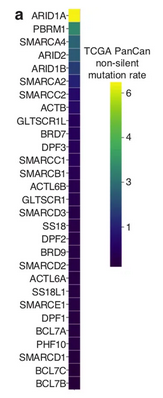 a
ARID1A
PBRM1
SMARCA4
ARID2
ARID1B
SMARCA2
SMARCC2
ACTB
GLTSCR1L
BRD7
DPF3
SMARCC1
SMARCB1
ACTL6B
GLTSCR1
SMARCD3
SS18
DPF2
BRD9
SMARCD2
ACTL6A
SS18L1
SMARCE1
DPF1
BCL7A
PHF10
SMARCD1
BCL7C
BCL7B
TCGA PanCan
non-silent
mutation rate
6
4
3
1